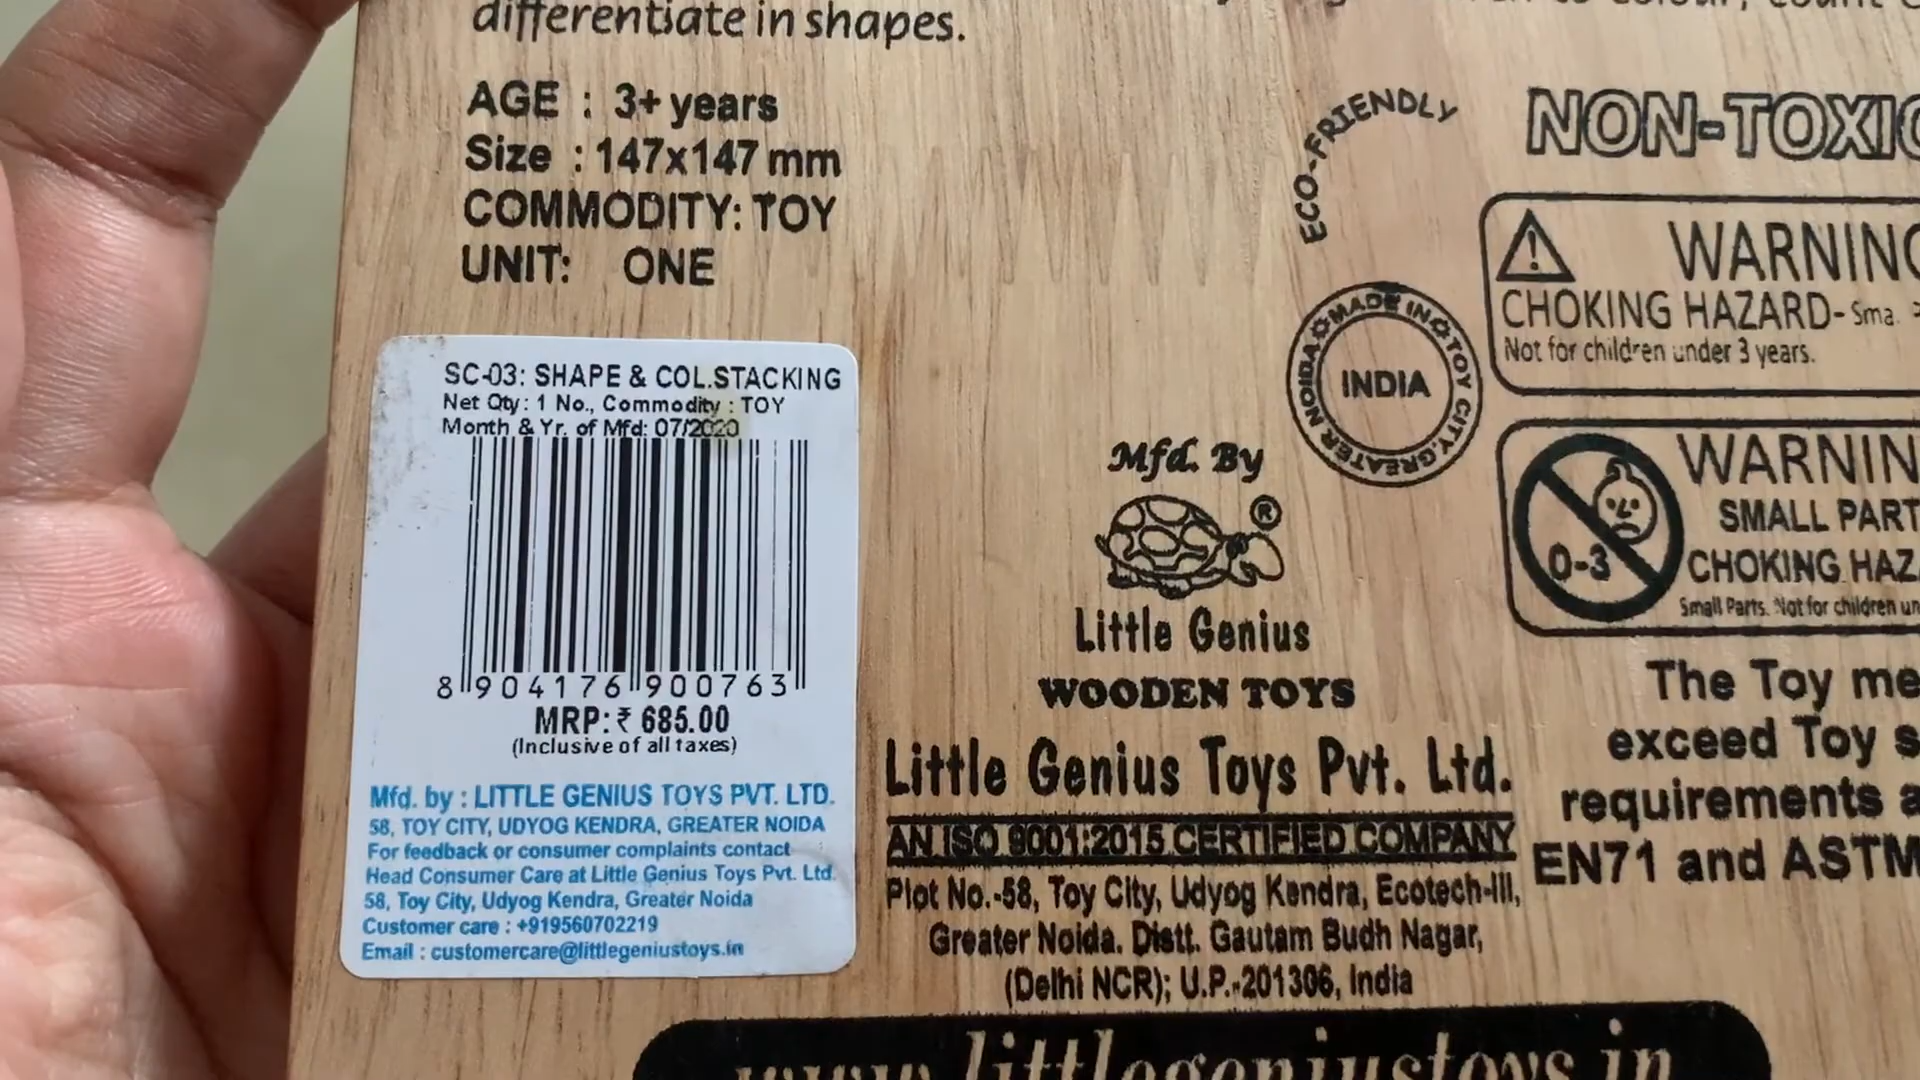 differentiate in shapes.
AGE : 3+ years
Size : 147x147 mm
COMMODITY: TOY
UNIT: ONE
SC-03: SHAPE & COL.STACKING
Net Qty: 1 No., Commodity : TOY
Month & Yr. of Mfd: 07/2020
8 904176 900763
MRP: ₹ 685.00
(Inclusive of all taxes)
Mfd. by : LITTLE GENIUS TOYS PVT. LTD.
58, TOY CITY, UDYOG KENDRA, GREATER NOIDA
For feedback or consumer complaints contact
Head Consumer Care at Little Genius Toys Pvt. Ltd.
58, Toy City, Udyog Kendra, Greater Noida
Customer care : +919560702219
Email : customercare@littlegeniustoys.in
ECO-FRIENDLY
MADE IN TOY CITY, GREATER NOIDA
INDIA
Mfd. By
®
Little Genius
WOODEN TOYS
Little Genius Toys Pvt. Ltd.
AN ISO 9001:2015 CERTIFIED COMPANY
Plot No.-58, Toy City, Udyog Kendra, Ecotech-III,
Greater Noida. Distt. Gautam Budh Nagar,
(Delhi NCR); U.P.-201306, India
www.littlegeniustoys.in
NON-TOXIC
WARNING
CHOKING HAZARD-
Not for children under 3 years.
WARNIN
SMALL PART
0-3
CHOKING HAZ
Small Parts. Not for children un
The Toy me
exceed Toy s
requirements a
EN71 and ASTM